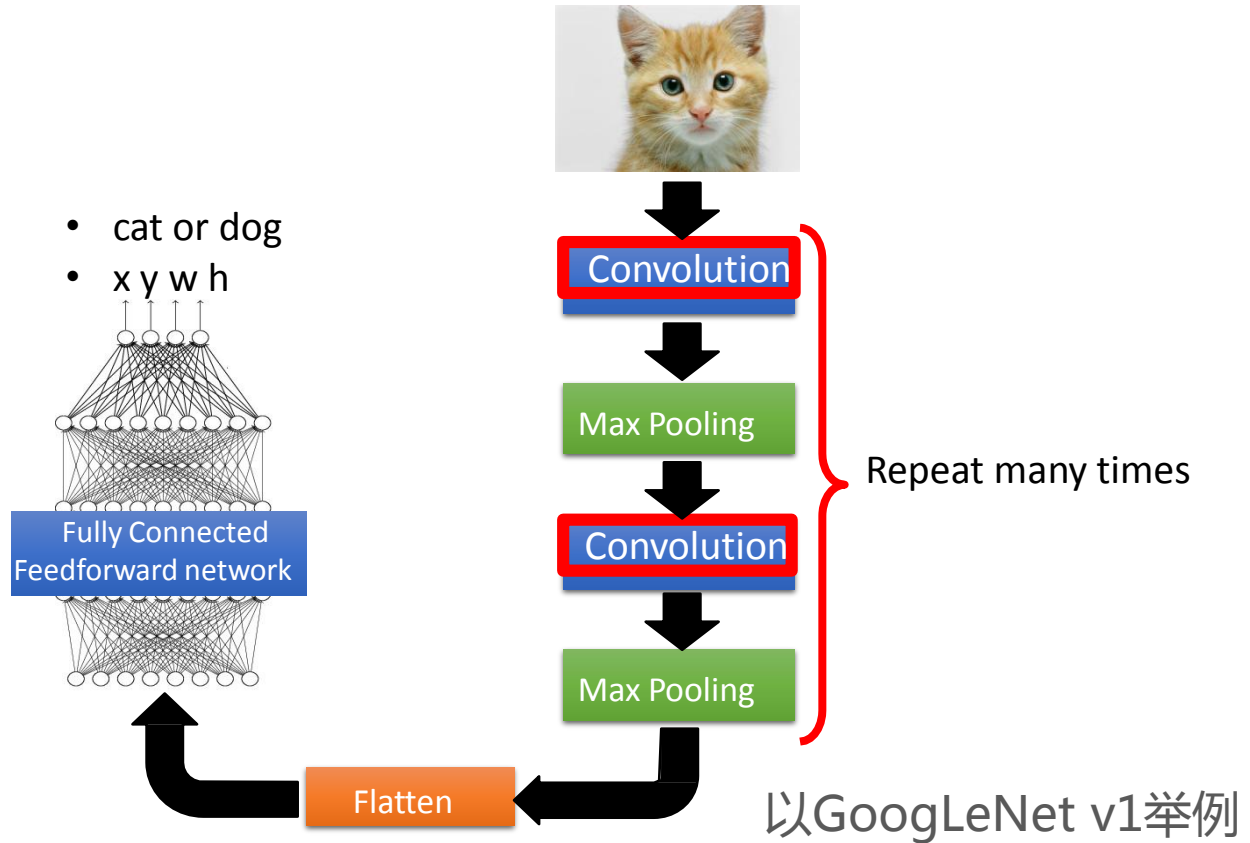 • cat or dog
• x y w h
Convolution
Max Pooling
Repeat many times
Convolution
Max Pooling
Fully Connected
Feedforward network
Flatten
以GoogLeNet v1举例